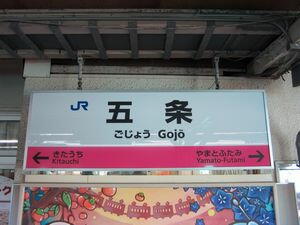 JR 五条
ごじょう Gojō
← きたうち やまとふたみ →
Kitauchi Yamato-Futami